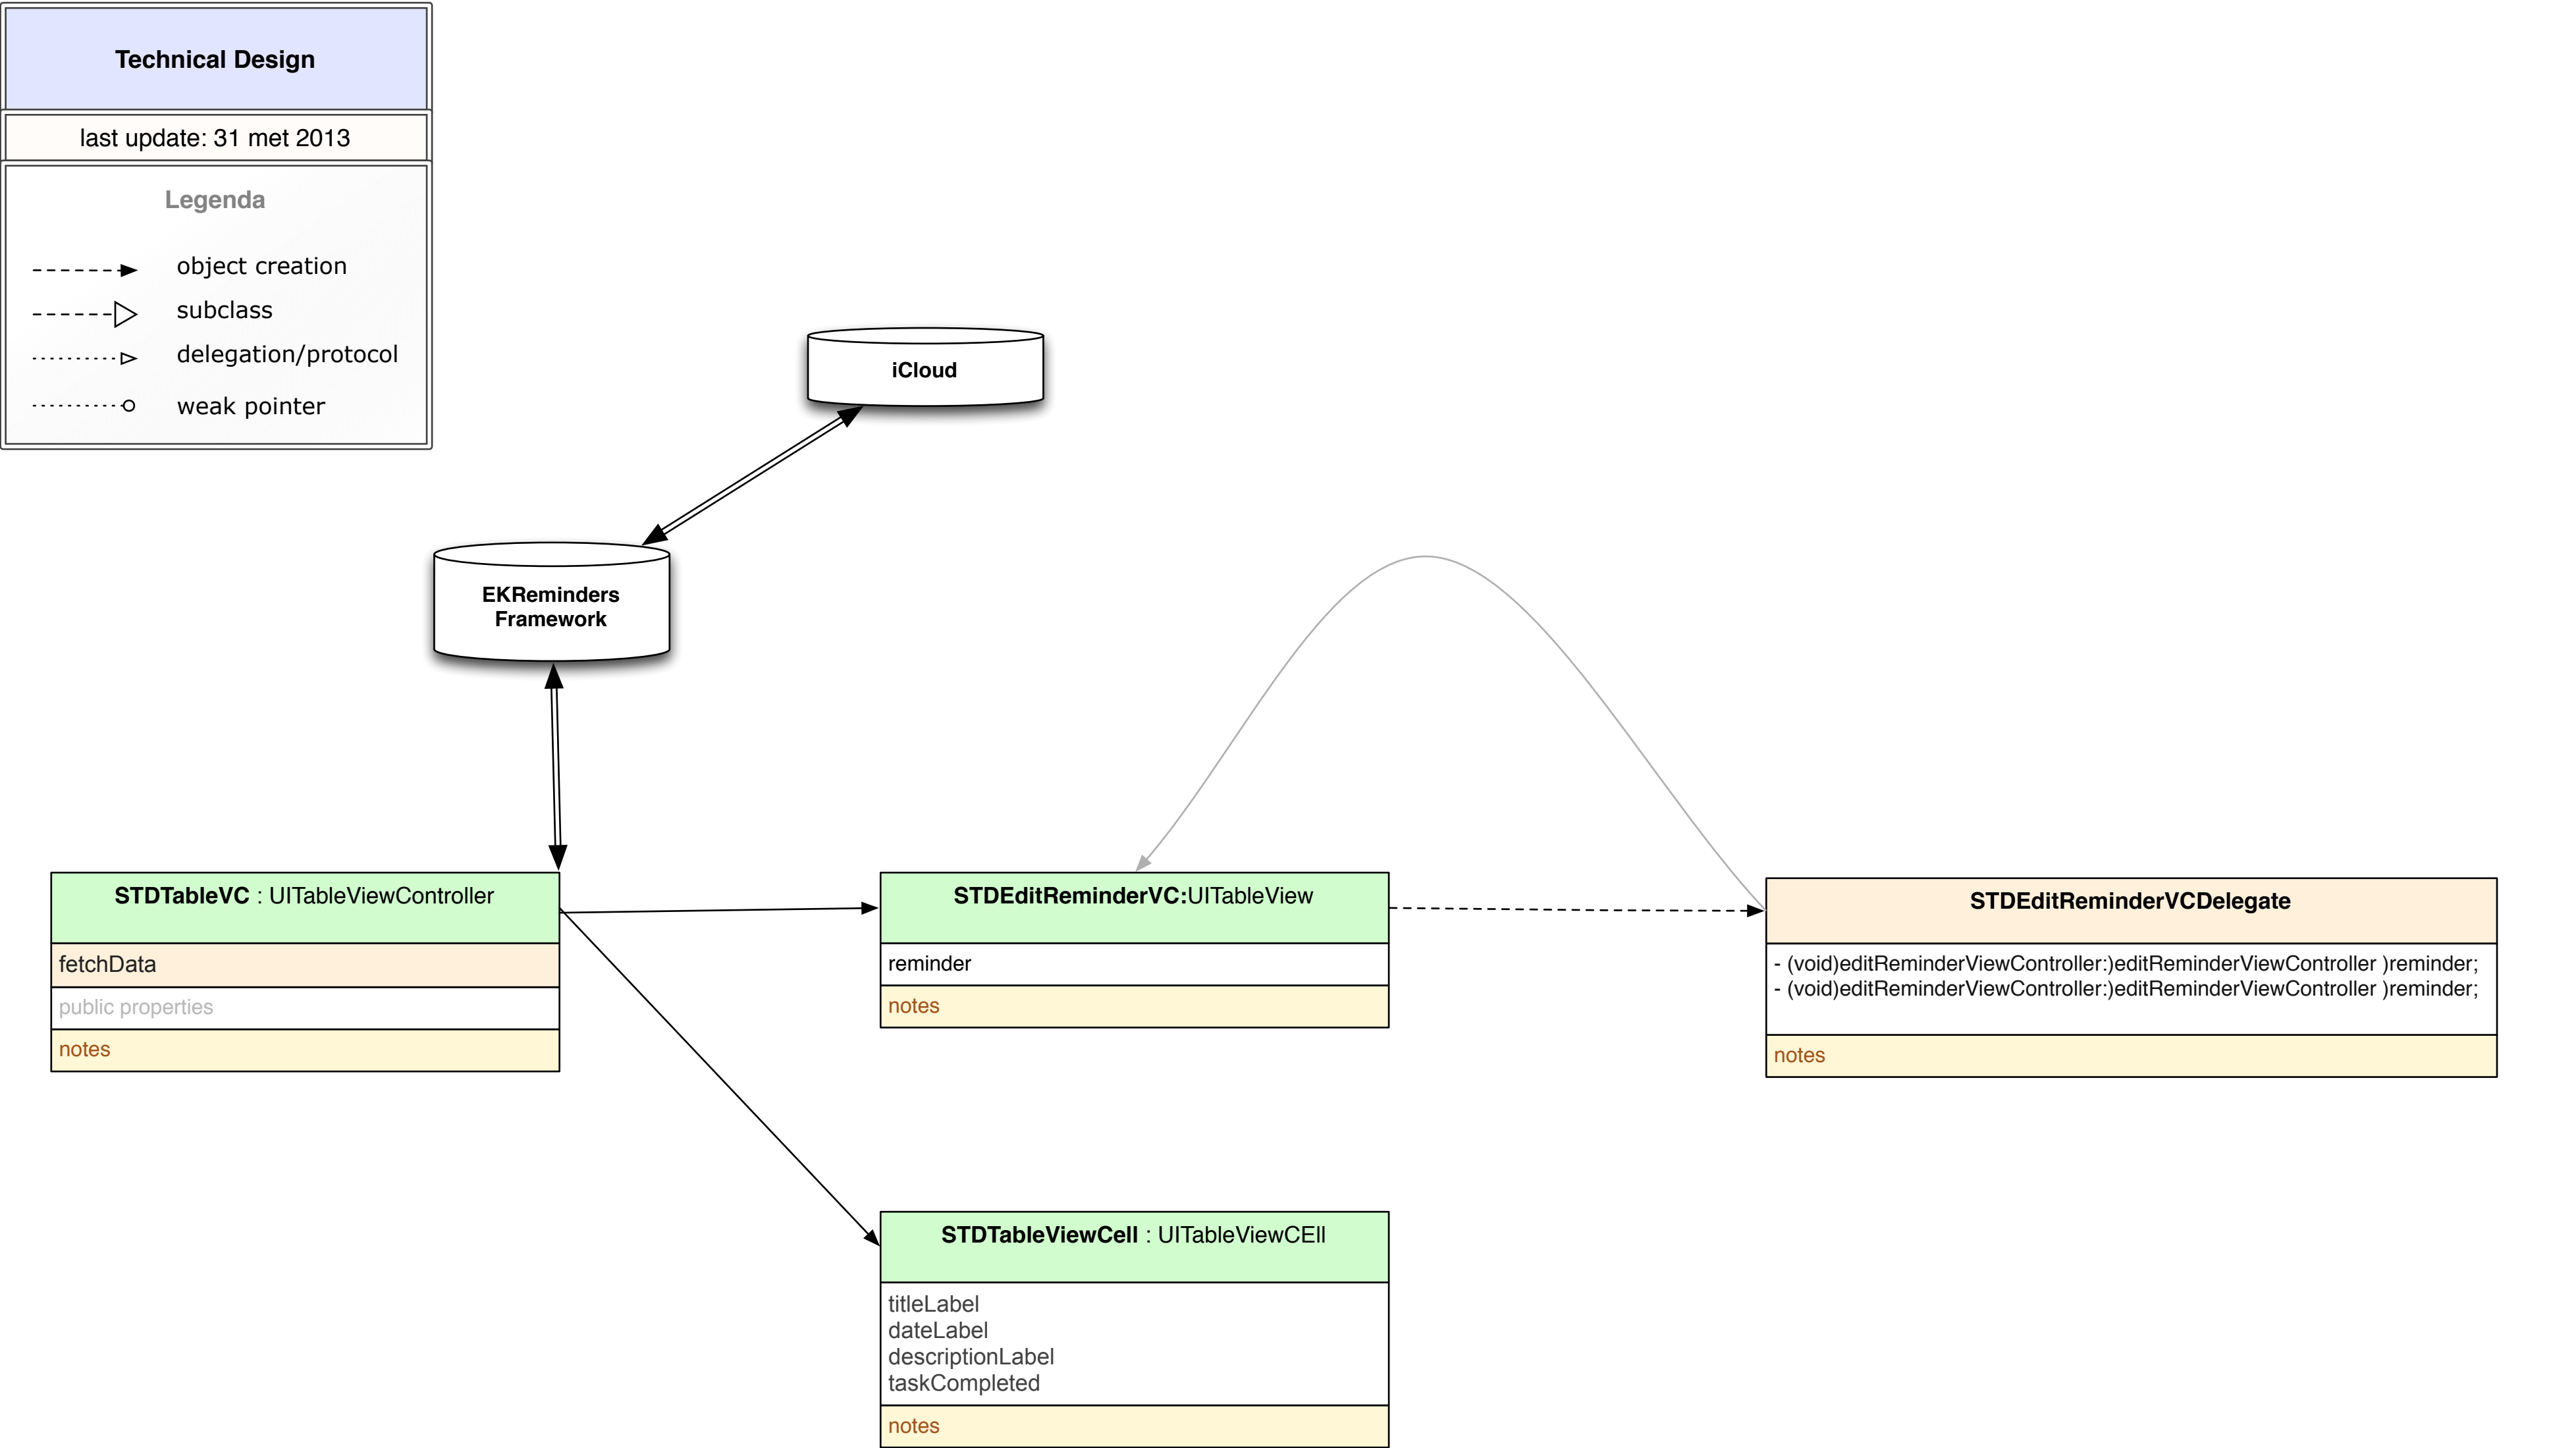 Technical Design
last update: 31 met 2013
Legenda
object creation
subclass
delegation/protocol
weak pointer
iCloud
EKReminders
Framework
STDTableVC : UITableViewController
fetchData
public properties
notes
STDEditReminderVC:UITableView
reminder
notes
STDEditReminderVCDelegate
- (void)editReminderViewController:)editReminderViewController )reminder;
- (void)editReminderViewController:)editReminderViewController )reminder;
notes
STDTableViewCell : UITableViewCEll
titleLabel
dateLabel
descriptionLabel
taskCompleted
notes